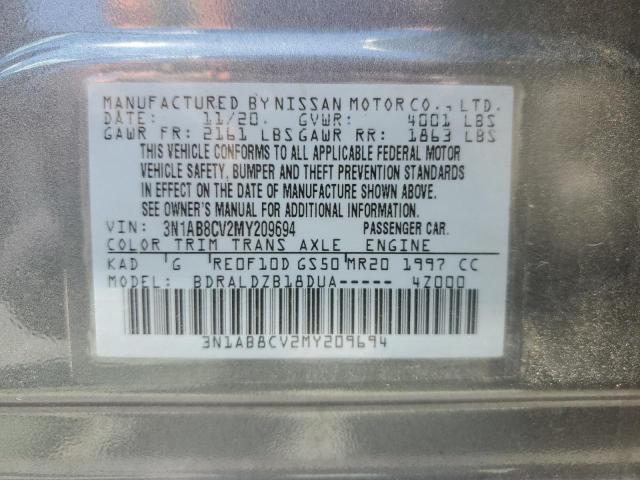 MANUFACTURED BY NISSAN MOTOR CO., LTD.
DATE: 11/20. GVWR: 4001 LBS
GAWR FR: 2161 LBS GAWR RR: 1863 LBS
THIS VEHICLE CONFORMS TO ALL APPLICABLE FEDERAL MOTOR
VEHICLE SAFETY, BUMPER AND THEFT PREVENTION STANDARDS
IN EFFECT ON THE DATE OF MANUFACTURE SHOWN ABOVE.
SEE OWNER'S MANUAL FOR ADDITIONAL INFORMATION.
VIN: 3N1AB8CV2MY209694 PASSENGER CAR.
COLOR TRIM TRANS AXLE ENGINE
KAD G RE0F10D GS50 MR20 1997 CC
BDRALDZB18DUA----- 4Z000
3N1AB8CV2MY209694